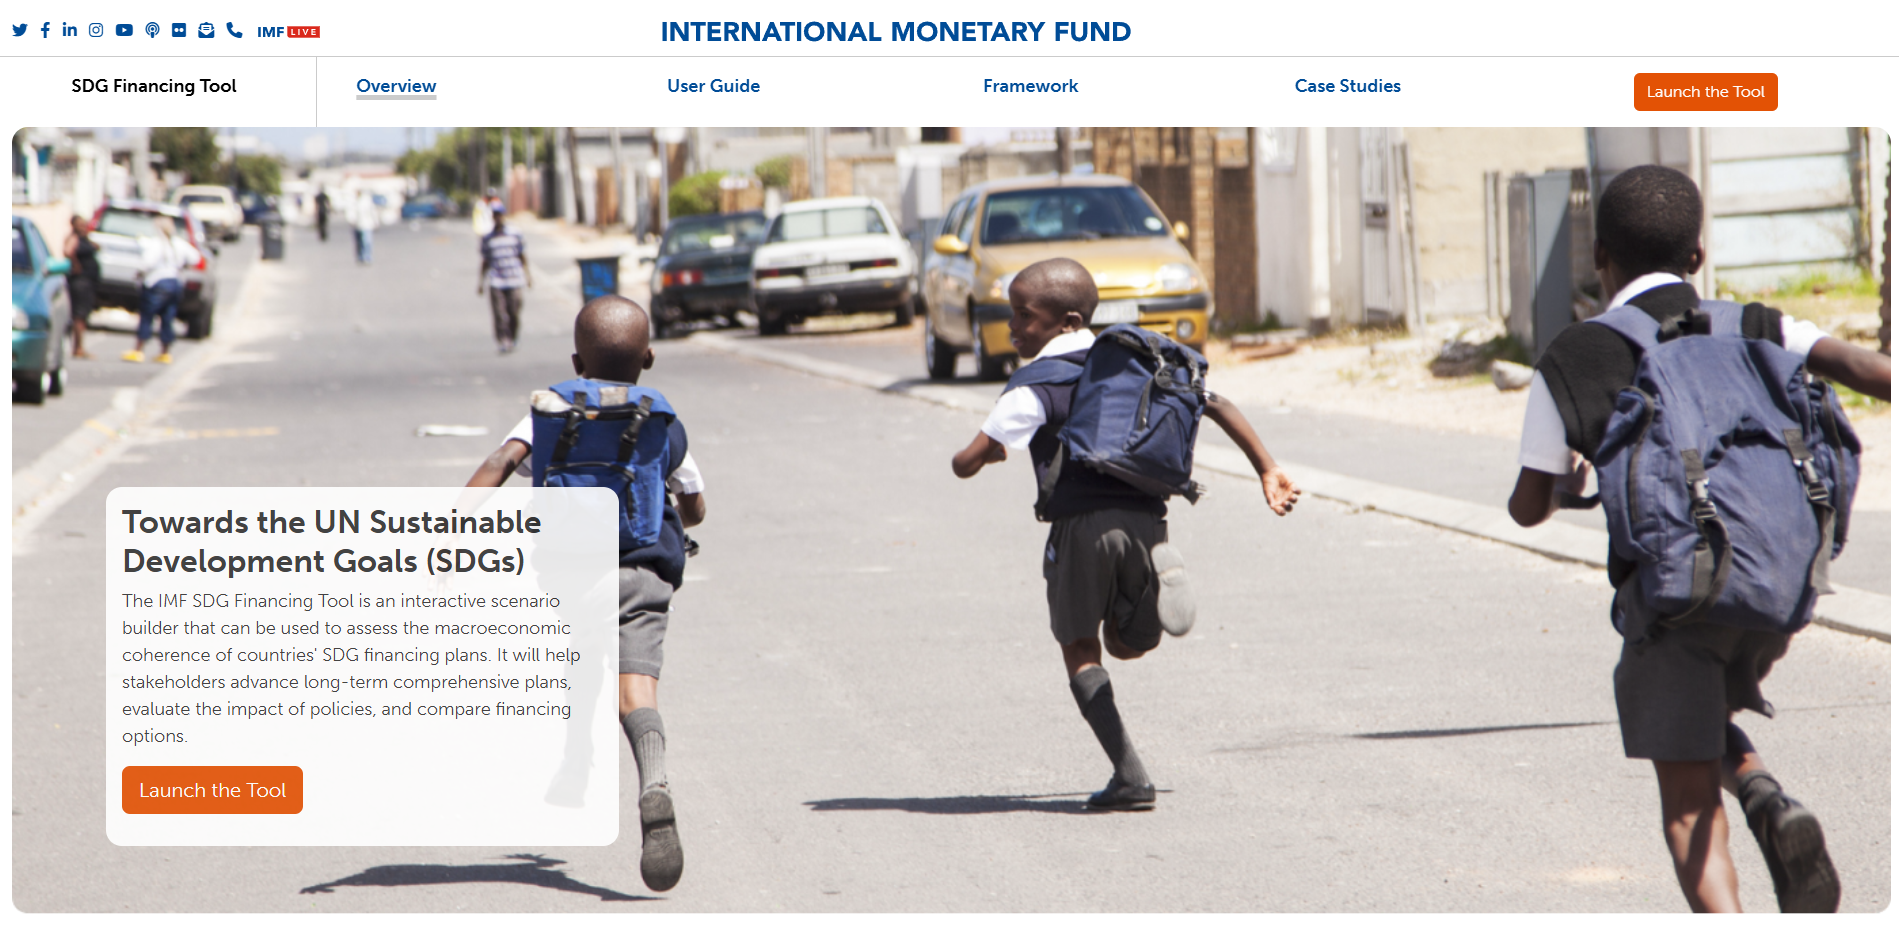 IMF LIVE
INTERNATIONAL MONETARY FUND
SDG Financing Tool
Overview
User Guide
Framework
Case Studies
Launch the Tool
Towards the UN Sustainable
Development Goals (SDGs)
The IMF SDG Financing Tool is an interactive scenario
builder that can be used to assess the macroeconomic
coherence of countries' SDG financing plans. It will help
stakeholders advance long-term comprehensive plans,
evaluate the impact of policies, and compare financing
options.
Launch the Tool